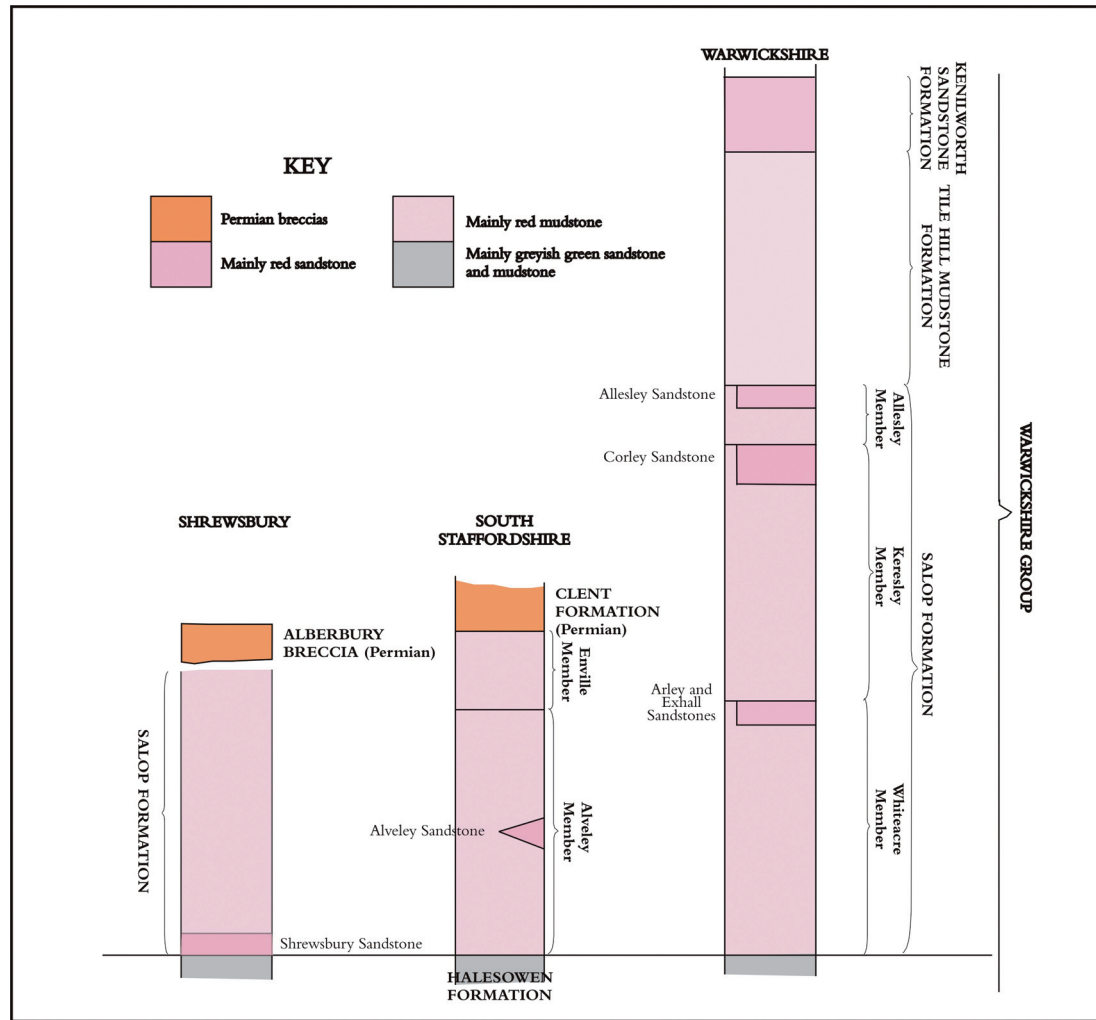 WARWICKSHIRE
KENILWORTH
SANDSTONE
FORMATION
KEY
Permian breccias
Mainly red mudstone
Mainly red sandstone
Mainly greyish green sandstone
and mudstone
TILE HILL MUDSTONE
FORMATION
Allesley Sandstone
Allesley
Member
Corley Sandstone
WARWICKSHIRE GROUP
SHREWSBURY
SOUTH
STAFFORDSHIRE
Keresley
Member
SALOP FORMATION
CLENT
FORMATION
(Permian)
ALBERBURY
BRECCIA (Permian)
Enville
Member
Arley and
Exhall
Sandstones
SALOP FORMATION
Alveley Sandstone
Alveley
Member
Whiteacre
Member
Shrewsbury Sandstone
HALESOWEN
FORMATION